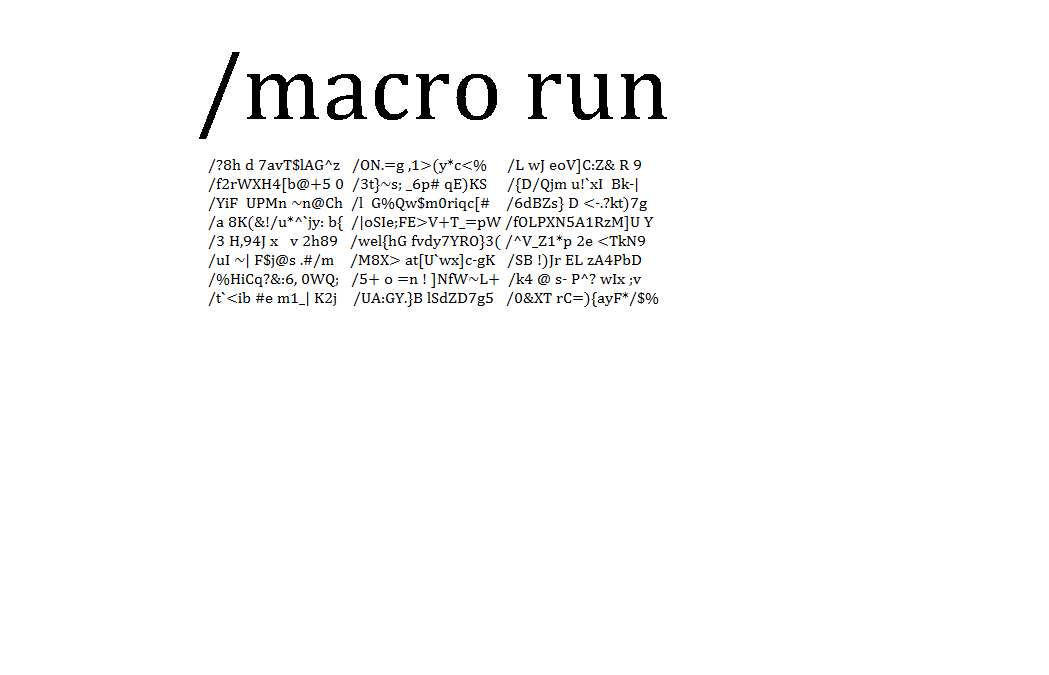 /macro run
/?8h d 7avT$lAG^z /ON.=g ,1>(y*c<% /L wJ eoV]C:Z& R 9
/f2rWXH4[b@+5 0 /3t}~s; _6p# qE)KS /{D/Qjm u!`xI Bk-|
/YiF UPMn ~n@Ch /l G%Qw$m0riqc[# /6dBZs} D <-.?kt)7g
/a 8K(&!/u*^`jy: b{ /|oSIe;FE>V+T_=pW /fOLPXN5A1RzM]U Y
/3 H,94J x v 2h89 /wel{hG fvdy7YRO}3( /^V_Z1*p 2e <TkN9
/uI ~| F$j@s .#/m /M8X> at[U`wx]c-gK /SB !)Jr EL zA4PbD
/%HiCq?&:6, 0WQ; /5+ o =n ! ]NfW~L+ /k4 @ s- P^? wIx ;v
/t`<ib #e m1_| K2j /UA:GY.}B lSdZD7g5 /0&XT rC=){ayF*/$%